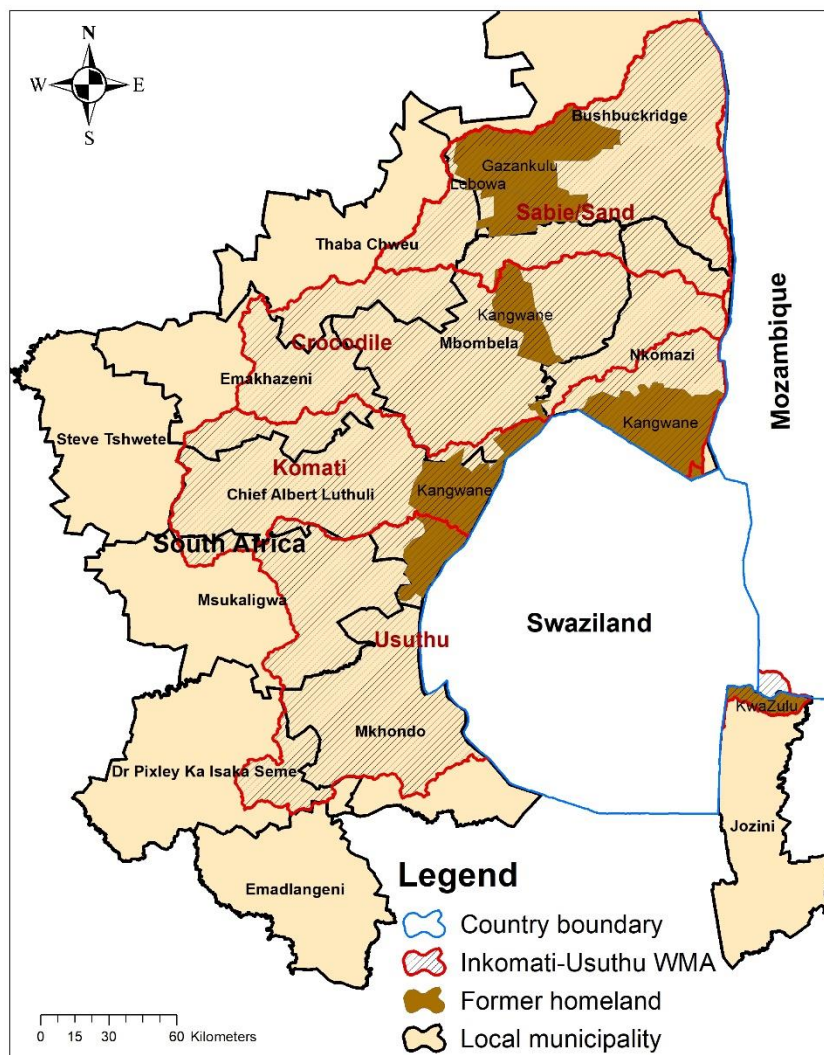 N
W E
S
Bushbuckridge
Gazankulu
Lebowa
Sabie/Sand
Thaba Chweu
Mozambique
Kangwane
Crocodile
Mbombela
Nkomazi
Emakhazeni
Kangwane
Steve Tshwete
Komati
Kangwane
Chief Albert Luthuli
South Africa
Msukaligwa
Swaziland
Usuthu
KwaZulu
Mkhondo
Dr Pixley Ka Isaka Seme
Jozini
Emadlangeni
Legend
Country boundary
Inkomati-Usuthu WMA
Former homeland
Local municipality
0 15 30 60 Kilometers